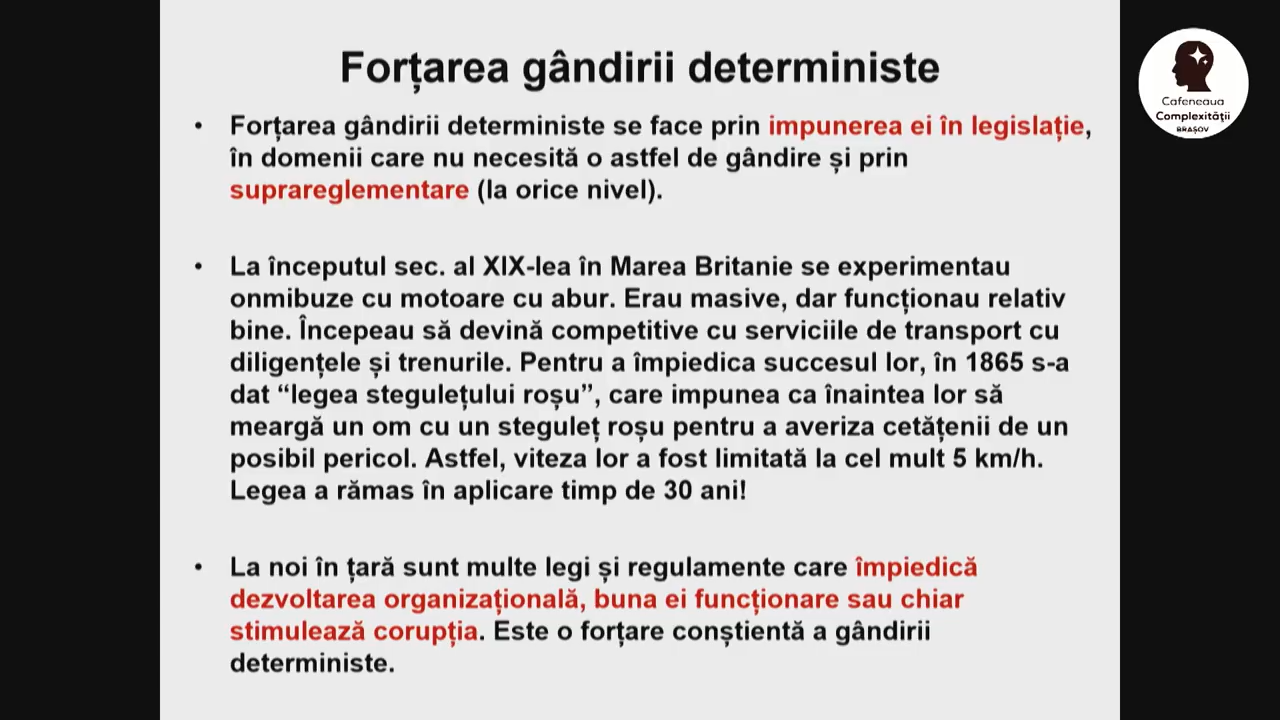 Forțarea gândirii deterministe
• Forțarea gândirii deterministe se face prin impunerea ei în legislație,
în domenii care nu necesită o astfel de gândire și prin
suprareglementare (la orice nivel).
• La începutul sec. al XIX-lea în Marea Britanie se experimentau
onmibuze cu motoare cu abur. Erau masive, dar funcționau relativ
bine. Începeau să devină competitive cu serviciile de transport cu
diligențele și trenurile. Pentru a împiedica succesul lor, în 1865 s-a
dat “legea stegulețului roșu”, care impunea ca înaintea lor să
meargă un om cu un steguleț roșu pentru a averiza cetățenii de un
posibil pericol. Astfel, viteza lor a fost limitată la cel mult 5 km/h.
Legea a rămas în aplicare timp de 30 ani!
• La noi în țară sunt multe legi și regulamente care împiedică
dezvoltarea organizațională, buna ei funcționare sau chiar
stimulează corupția. Este o forțare conștientă a gândirii
deterministe.
Cafeneaua
Complexităţii
BRAŞOV